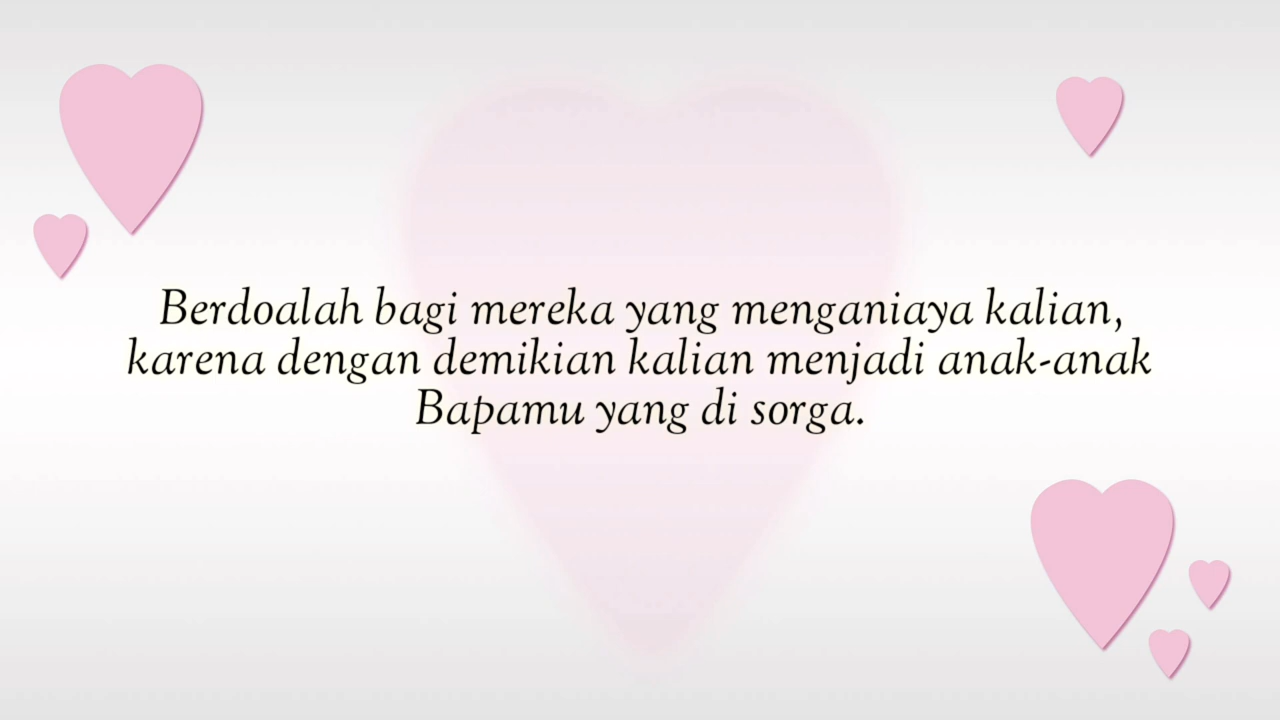 Berdoalah bagi mereka yang menganiaya kalian,
karena dengan demikian kalian menjadi anak-anak
Bapamu yang di sorga.